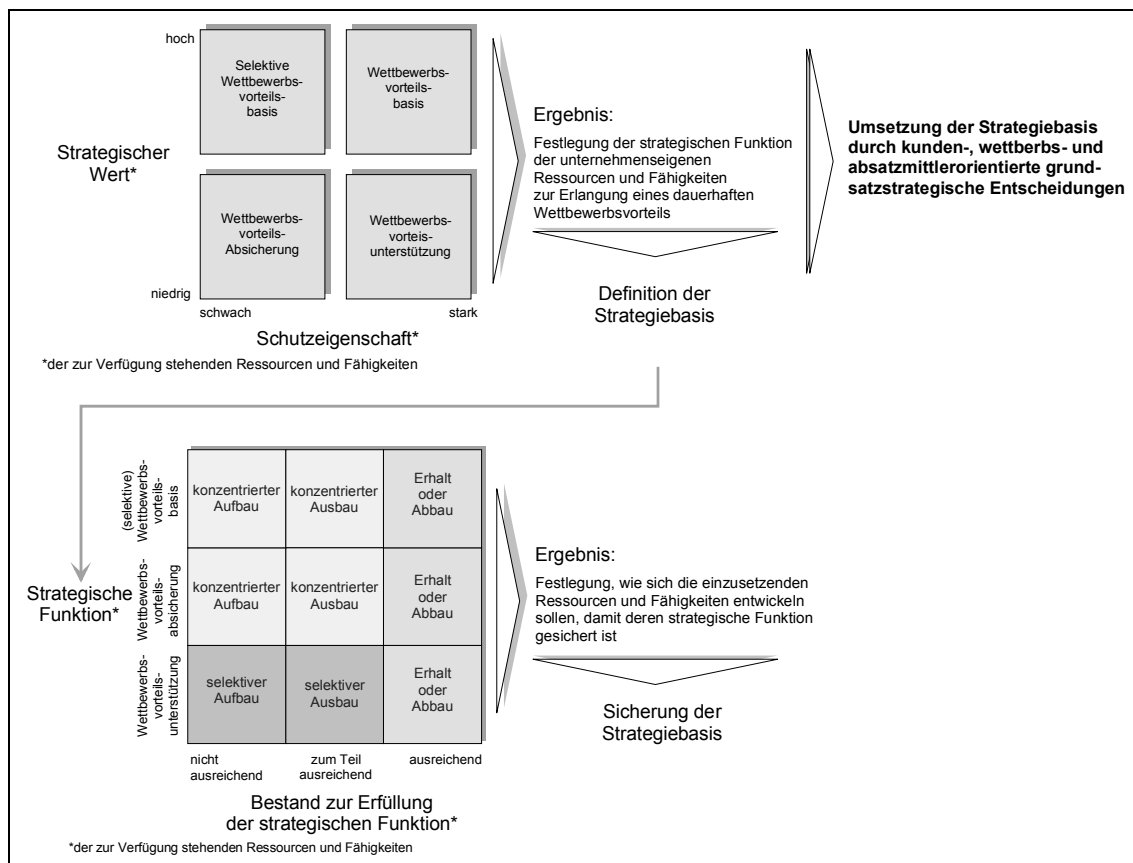 hoch
Selektive
Wettbewerbs-
vorteils-
basis
Wettbewerbs-
vorteils-
basis
Strategischer
Wert*
Wettbewerbs-
vorteils-
Absicherung
Wettbewerbs-
vorteis-
unterstützung
niedrig
schwach
stark
Schutzeigenschaft*
*der zur Verfügung stehenden Ressourcen und Fähigkeiten
Ergebnis:
Festlegung der strategischen Funktion
der unternehmenseigenen
Ressourcen und Fähigkeiten
zur Erlangung eines dauerhaften
Wettbewerbsvorteils
Definition der
Strategiebasis
Umsetzung der Strategiebasis
durch kunden-, wettberbs- und
absatzmittlerorientierte grund-
satzstrategische Entscheidungen
Strategische
Funktion*
(selektive)
Wettbewerbs-
vorteils-
basis
konzentrierter
Aufbau
konzentrierter
Ausbau
Erhalt
oder
Abbau
Wettbewerbs-
vorteils-
absicherung
konzentrierter
Aufbau
konzentrierter
Ausbau
Erhalt
oder
Abbau
Wettbewerbs-
vorteils-
unterstützung
selektiver
Aufbau
selektiver
Ausbau
Erhalt
oder
Abbau
nicht
ausreichend
zum Teil
ausreichend
ausreichend
Bestand zur Erfüllung
der strategischen Funktion*
*der zur Verfügung stehenden Ressourcen und Fähigkeiten
Ergebnis:
Festlegung, wie sich die einzusetzenden
Ressourcen und Fähigkeiten entwickeln
sollen, damit deren strategische Funktion
gesichert ist
Sicherung der
Strategiebasis